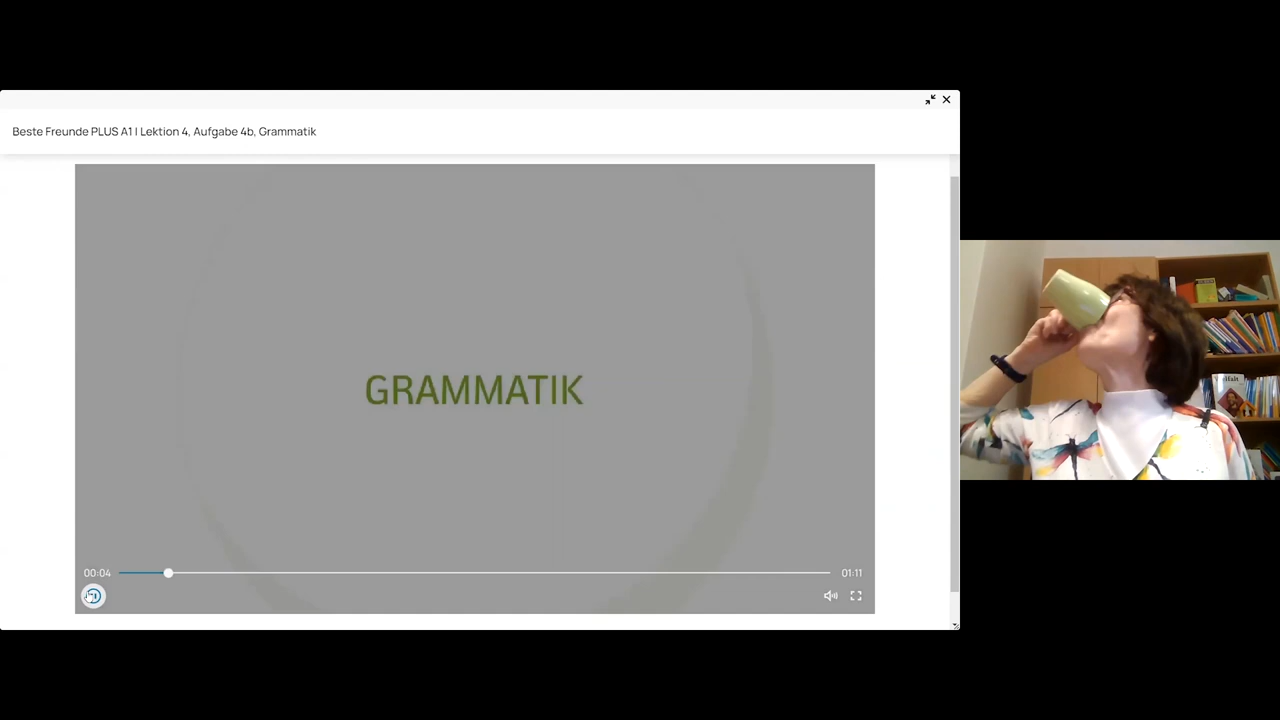 Beste Freunde PLUS A1 | Lektion 4, Aufgabe 4b, Grammatik
GRAMMATIK
00:04
01:11